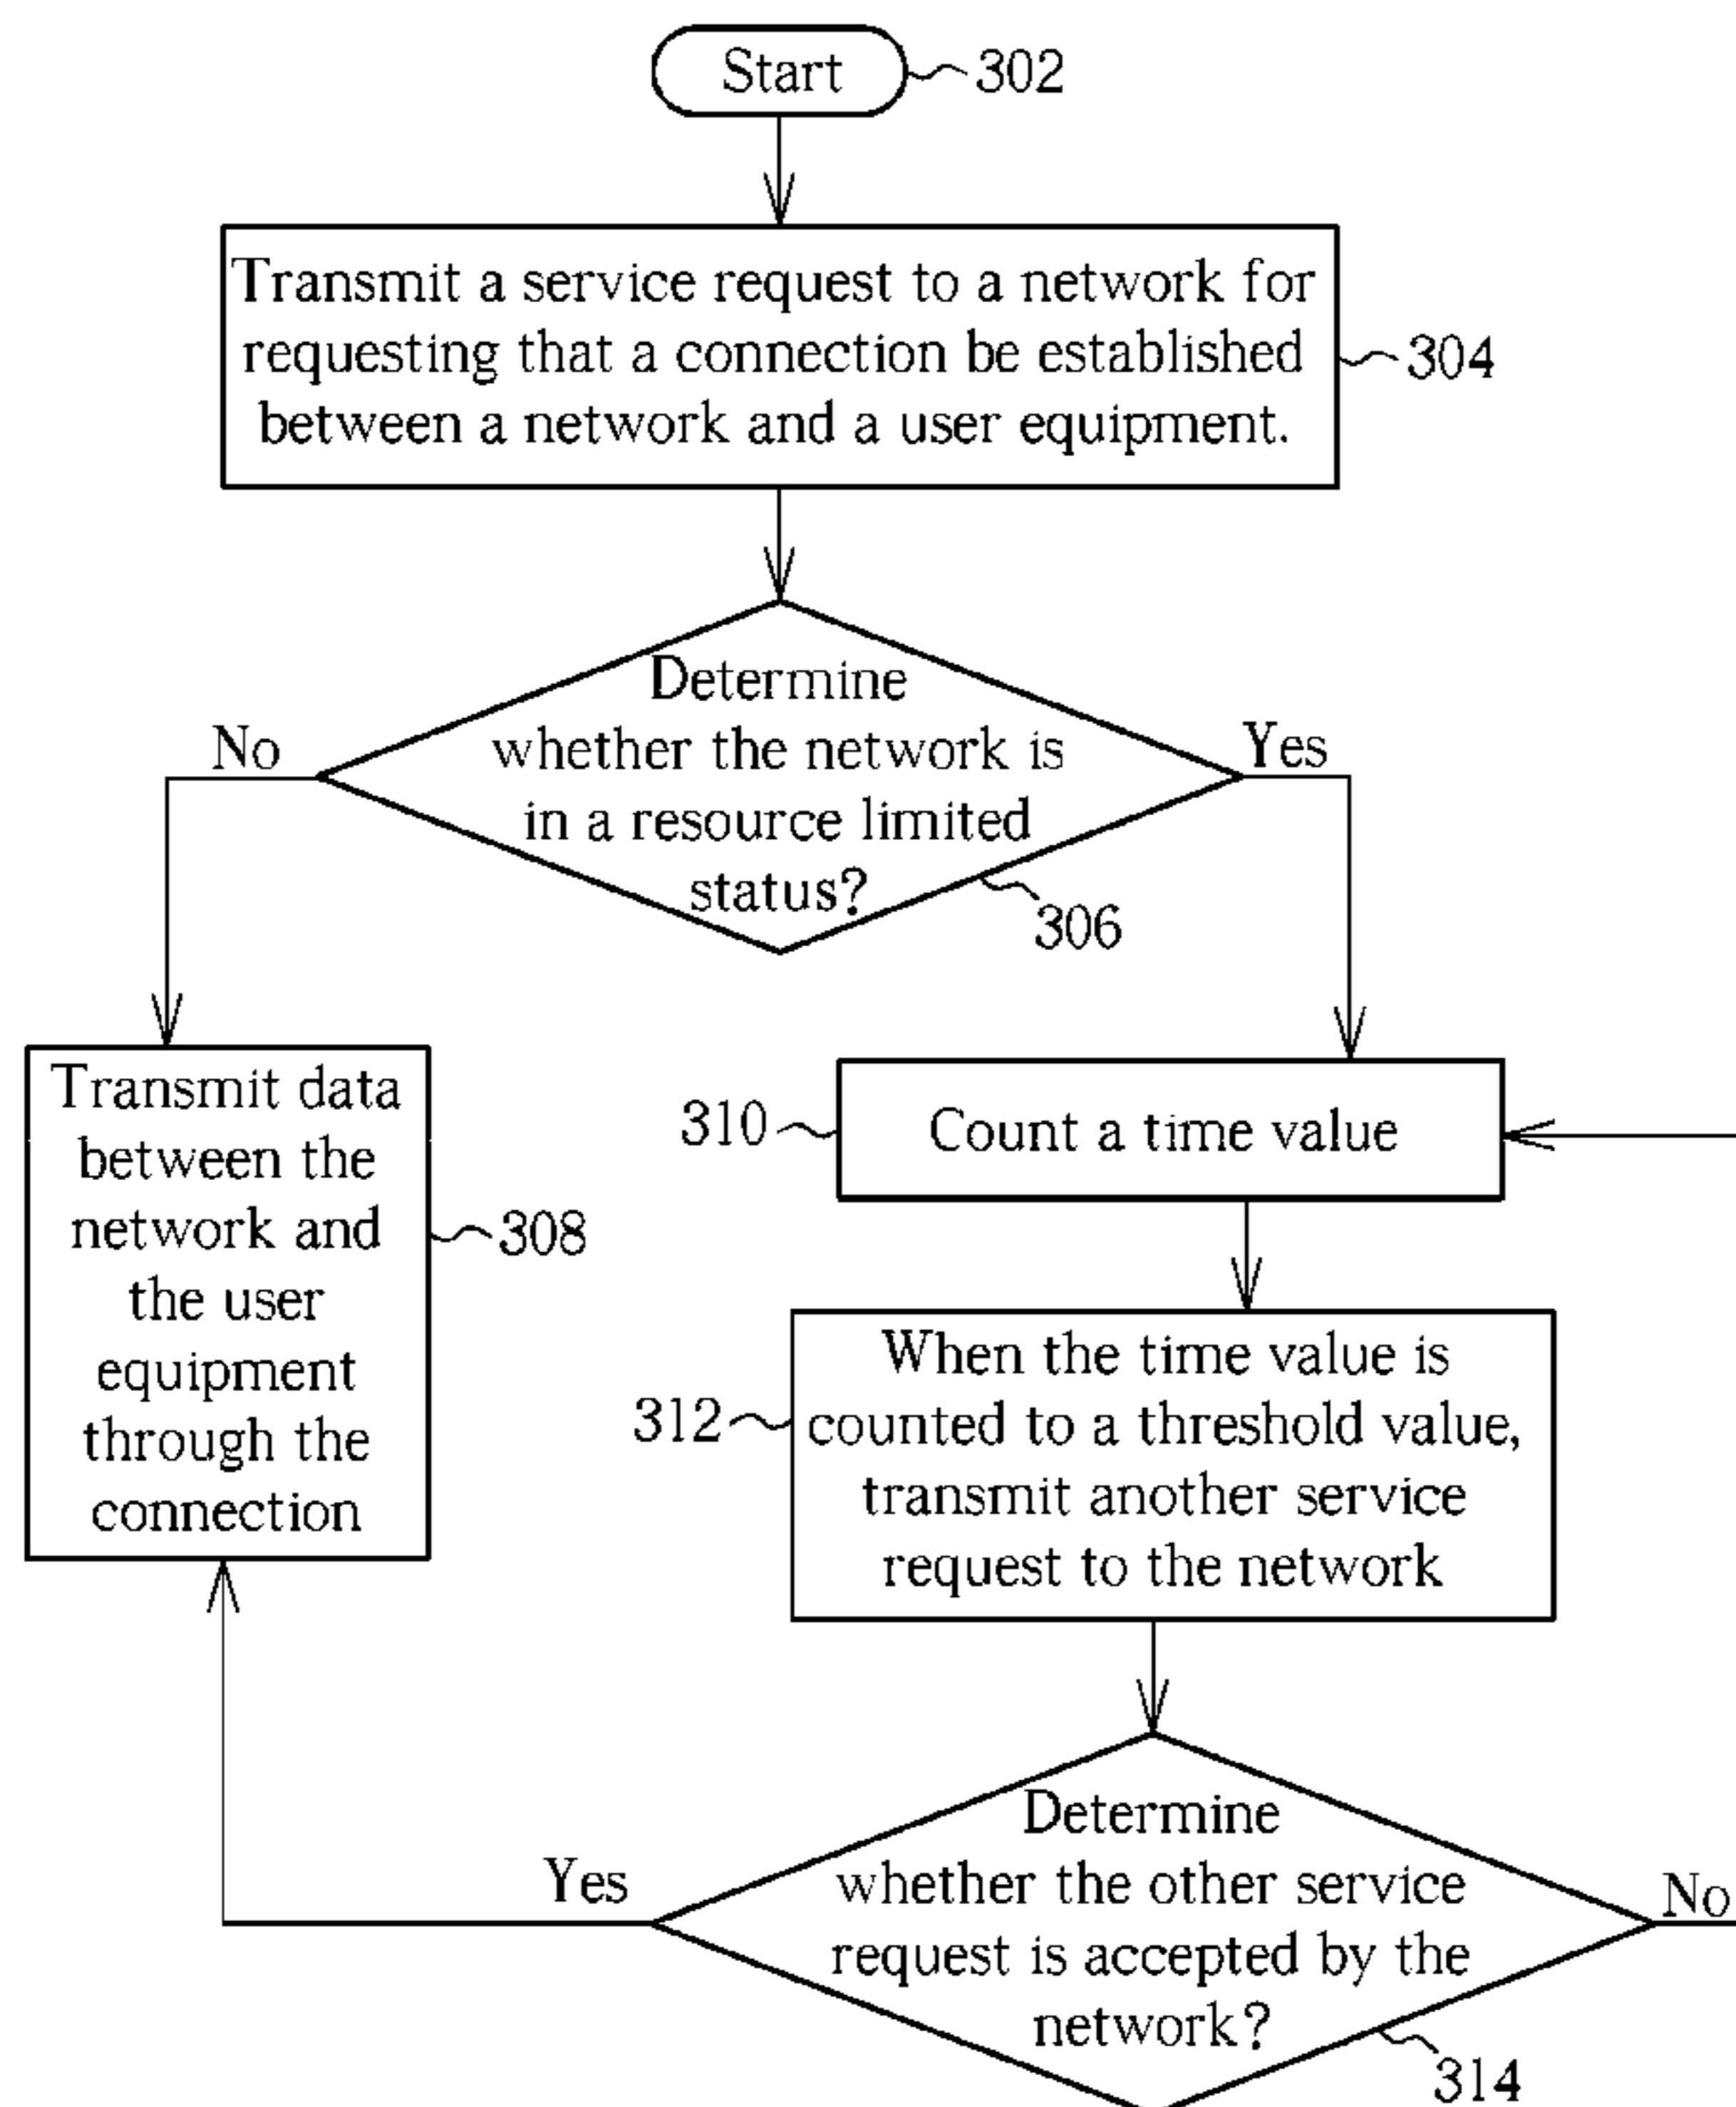 Start
302
Transmit a service request to a network for
requesting that a connection be established
between a network and a user equipment.
304
Determine
whether the network is
in a resource limited
status?
306
No
Yes
Transmit data
between the
network and
the user
equipment
through the
connection
308
310
Count a time value
312
When the time value is
counted to a threshold value,
transmit another service
request to the network
Determine
whether the other service
request is accepted by the
network?
314
Yes
No